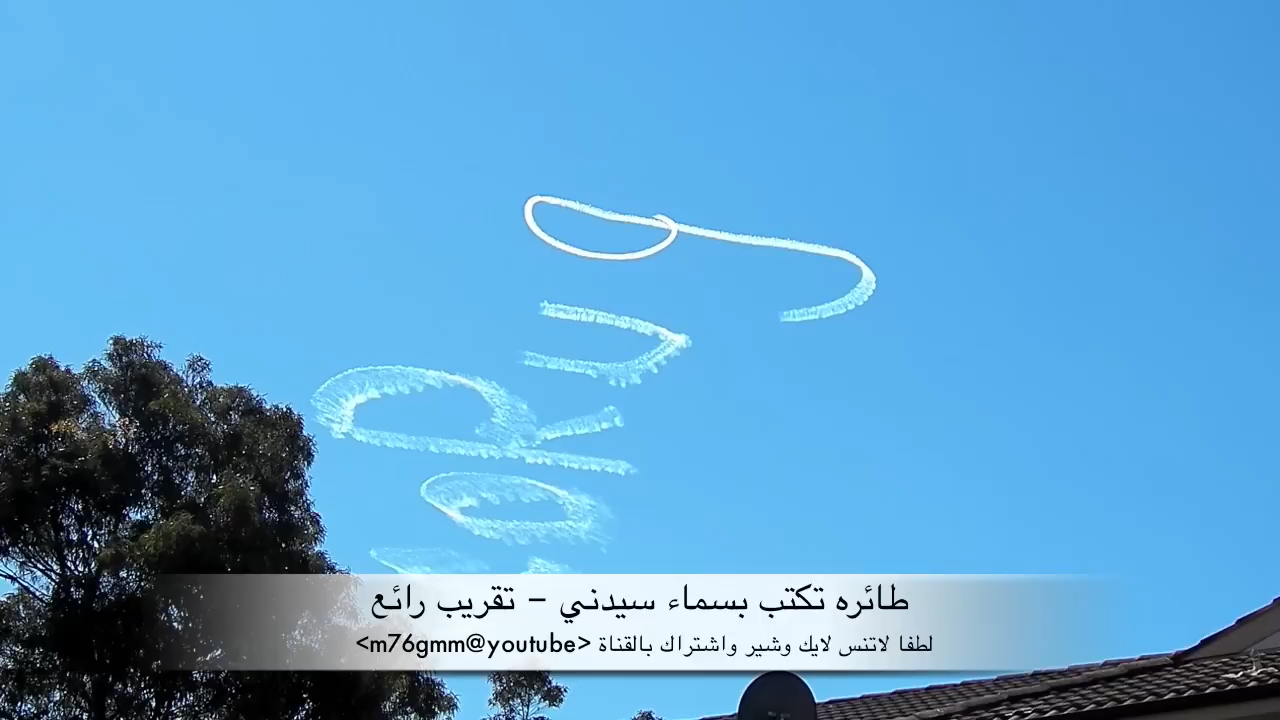 طائره تكتب بسماء سيدني – تقريب رائع
لطفا لاتنس لايك وشير واشتراك بالقناة <m76gmm@youtube>